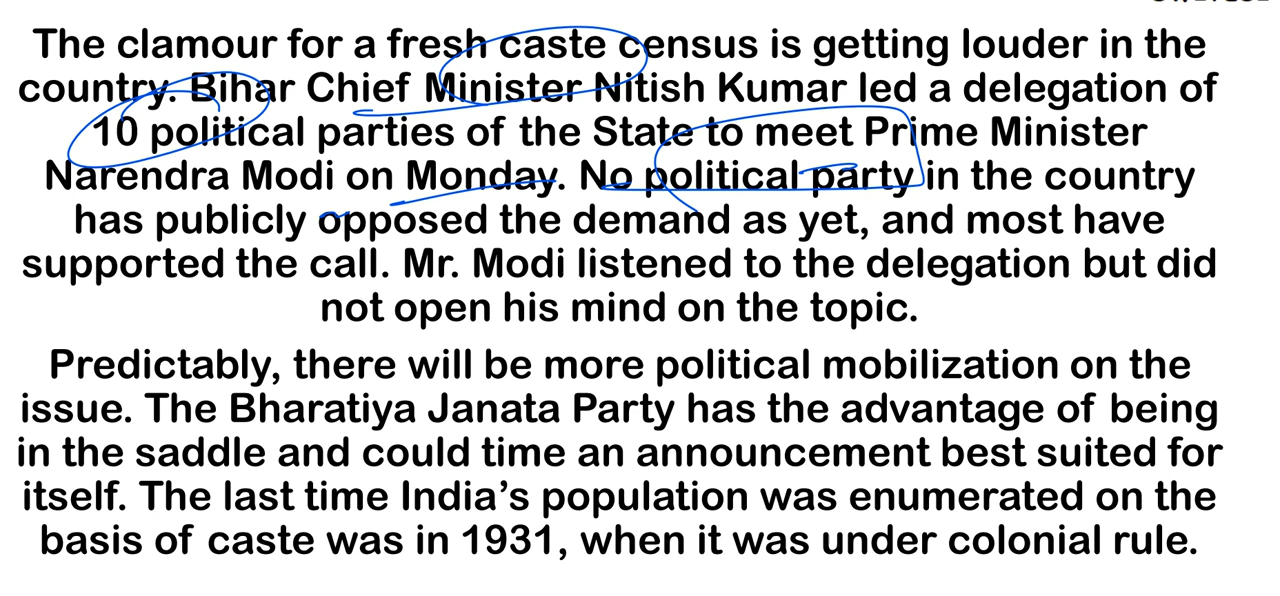 The clamour for a fresh caste census is getting louder in the
country. Bihar Chief Minister Nitish Kumar led a delegation of
10 political parties of the State to meet Prime Minister
Narendra Modi on Monday. No political party in the country
has publicly opposed the demand as yet, and most have
supported the call. Mr. Modi listened to the delegation but did
not open his mind on the topic.
Predictably, there will be more political mobilization on the
issue. The Bharatiya Janata Party has the advantage of being
in the saddle and could time an announcement best suited for
itself. The last time India’s population was enumerated on the
basis of caste was in 1931, when it was under colonial rule.